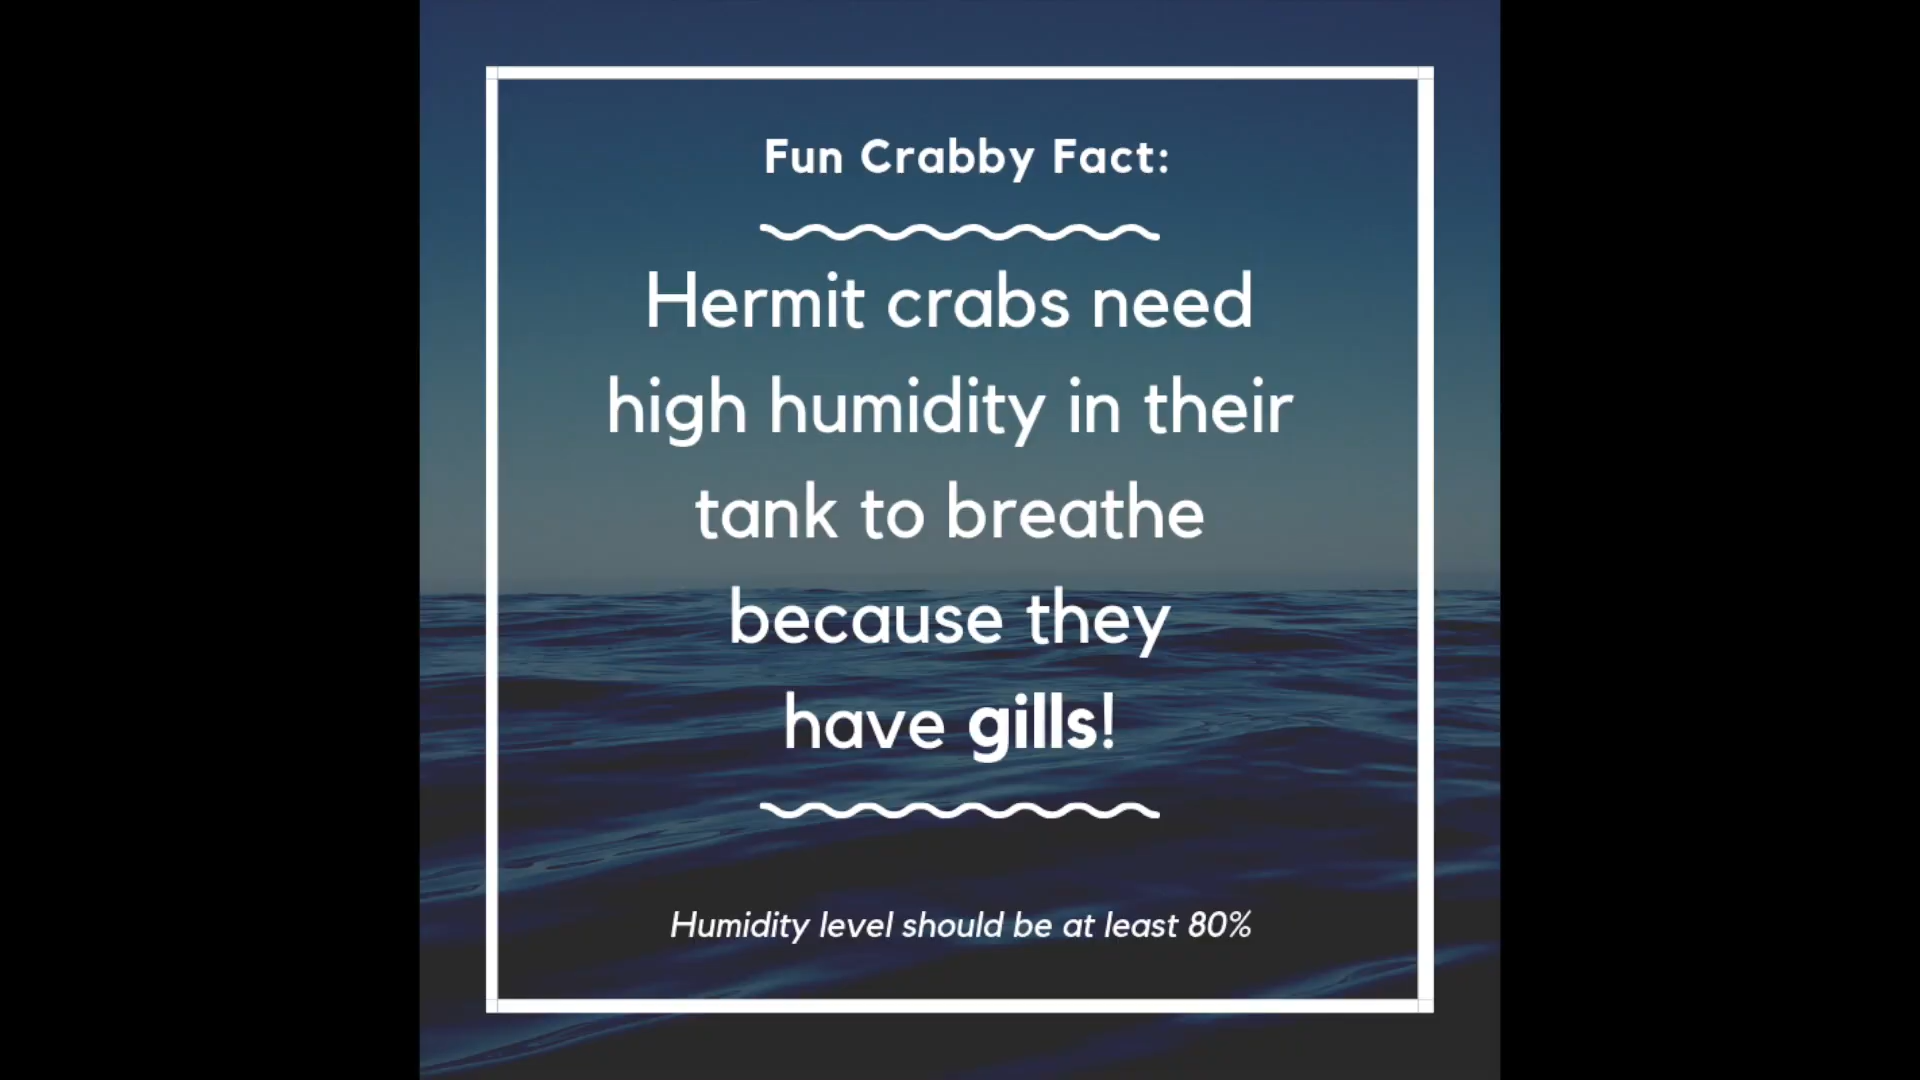 Fun Crabby Fact:
Hermit crabs need
high humidity in their
tank to breathe
because they
have gills!
Humidity level should be at least 80%